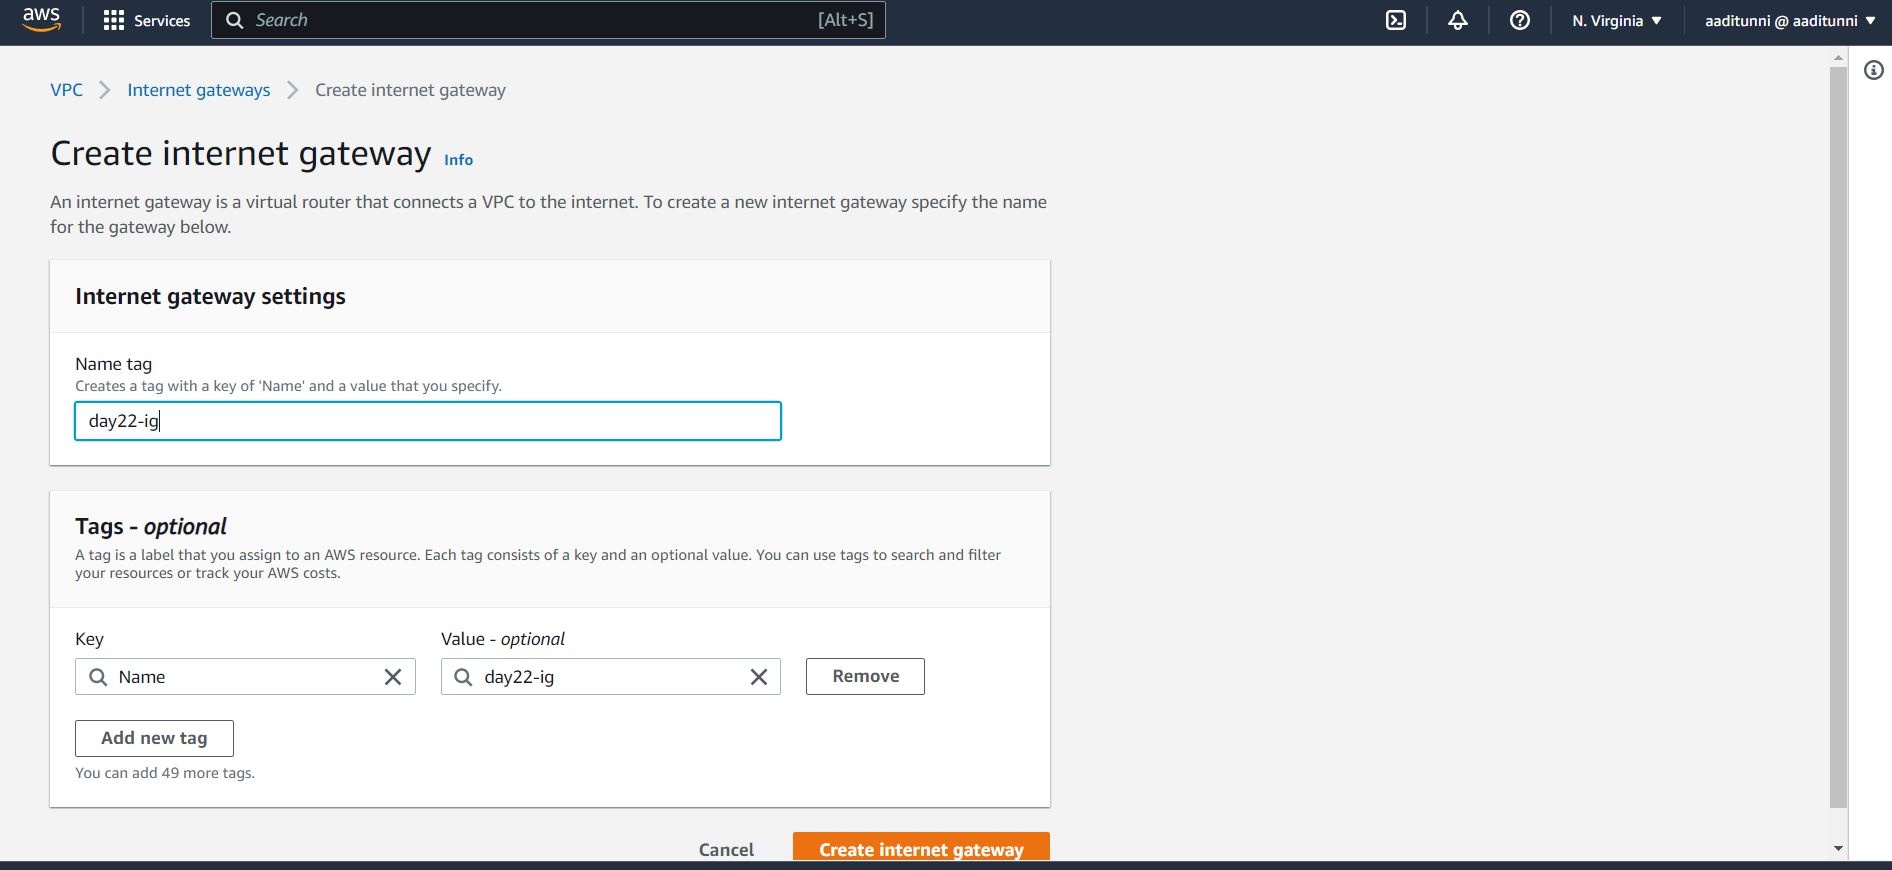 aws Services Search [Alt+S] N. Virginia ▼ aaditunni @ aaditunni ▼
VPC > Internet gateways > Create internet gateway
Create internet gateway Info
An internet gateway is a virtual router that connects a VPC to the internet. To create a new internet gateway specify the name
for the gateway below.
Internet gateway settings
Name tag
Creates a tag with a key of 'Name' and a value that you specify.
day22-ig
Tags - optional
A tag is a label that you assign to an AWS resource. Each tag consists of a key and an optional value. You can use tags to search and filter
your resources or track your AWS costs.
Key Value - optional
Name day22-ig Remove
Add new tag
You can add 49 more tags.
Cancel Create internet gateway